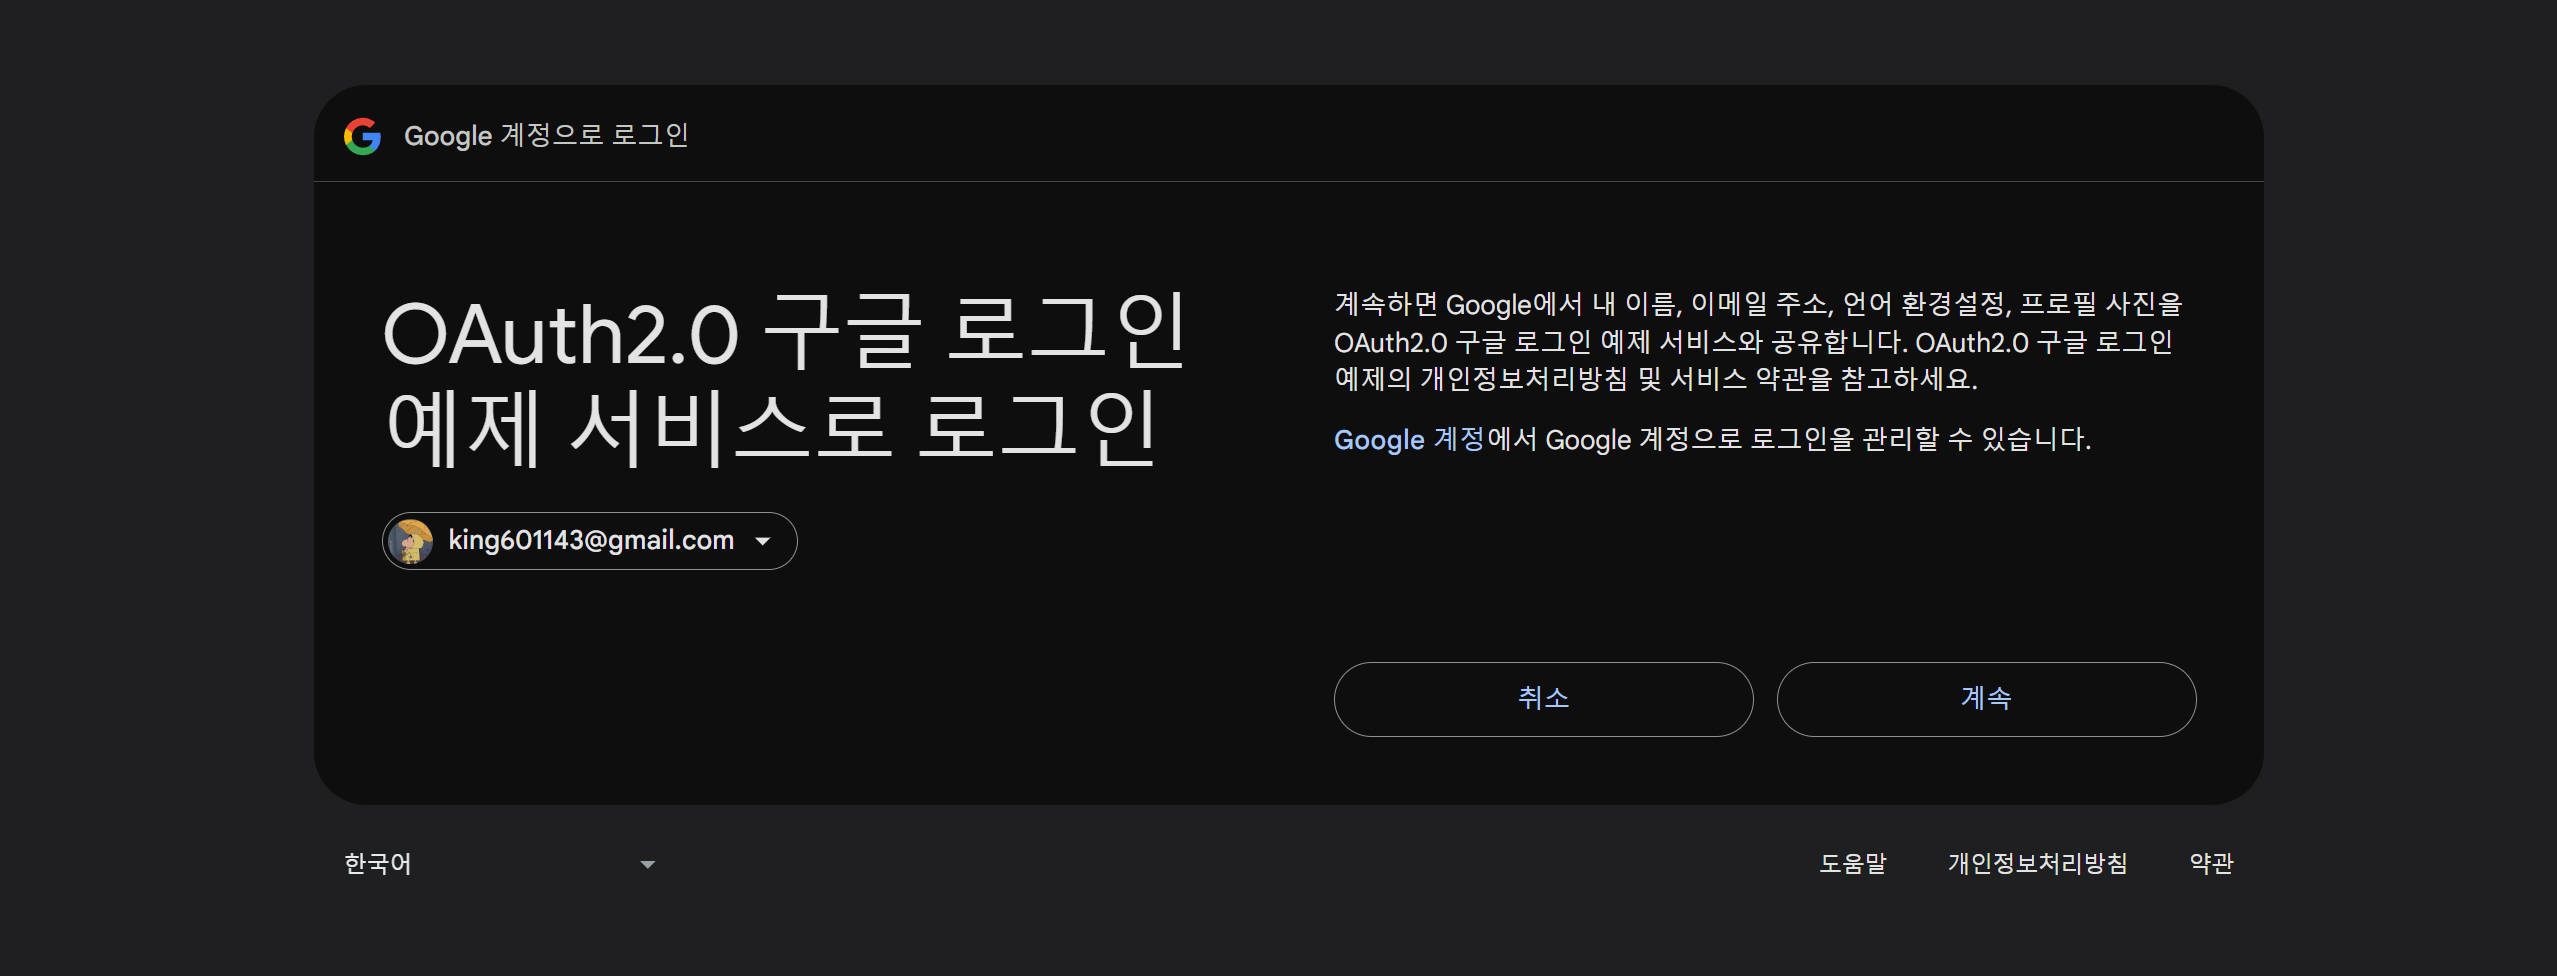 Google 계정으로 로그인
OAuth2.0 구글 로그인
예제 서비스로 로그인
king601143@gmail.com
계속하면 Google에서 내 이름, 이메일 주소, 언어 환경설정, 프로필 사진을
OAuth2.0 구글 로그인 예제 서비스와 공유합니다. OAuth2.0 구글 로그인
예제의 개인정보처리방침 및 서비스 약관을 참고하세요.
Google 계정에서 Google 계정으로 로그인을 관리할 수 있습니다.
취소
계속
한국어
도움말
개인정보처리방침
약관